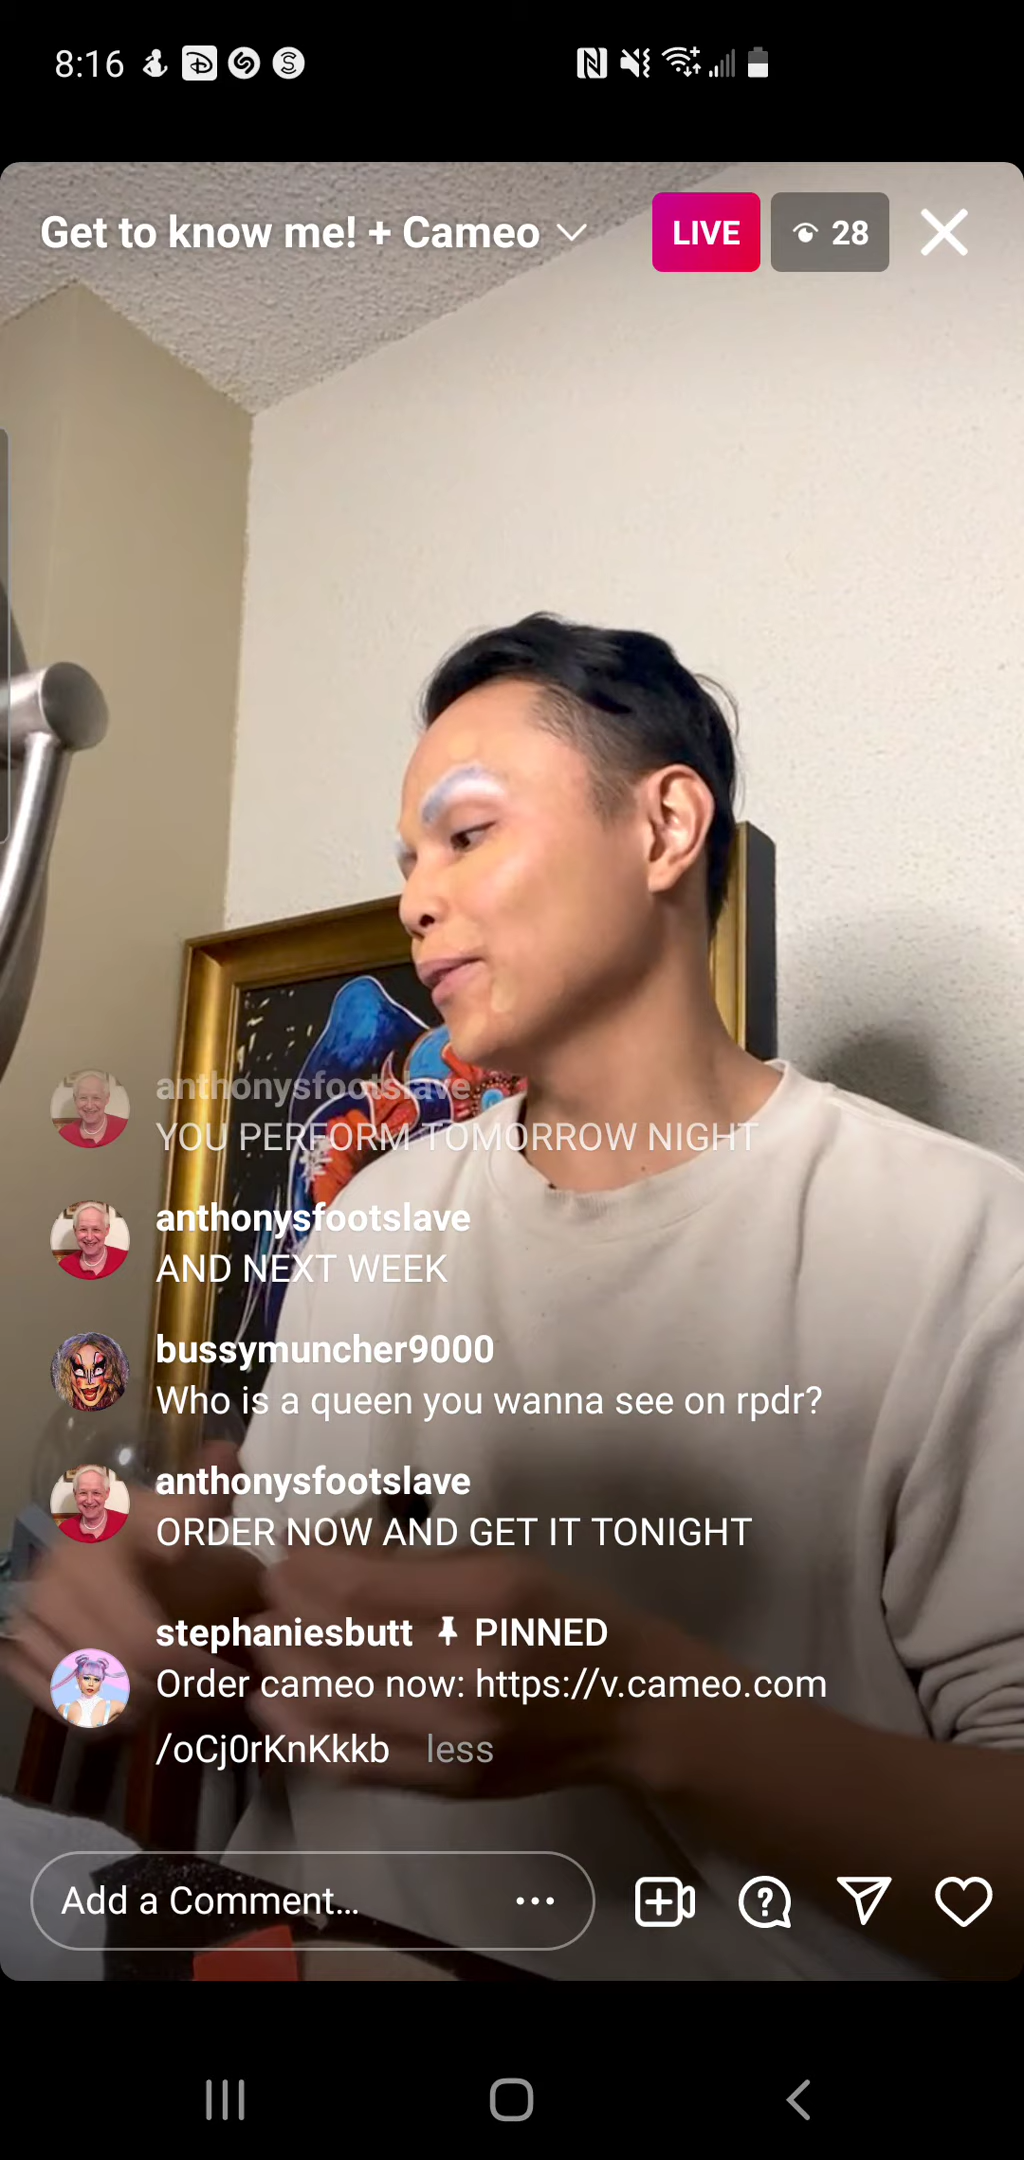 8:16
Get to know me! + Cameo
LIVE
28
anthonysfootslave
YOU PERFORM TOMORROW NIGHT
anthonysfootslave
AND NEXT WEEK
bussymuncher9000
Who is a queen you wanna see on rpdr?
anthonysfootslave
ORDER NOW AND GET IT TONIGHT
stephaniesbutt PINNED
Order cameo now: https://v.cameo.com
/oCj0rKnKkkb less
Add a Comment...